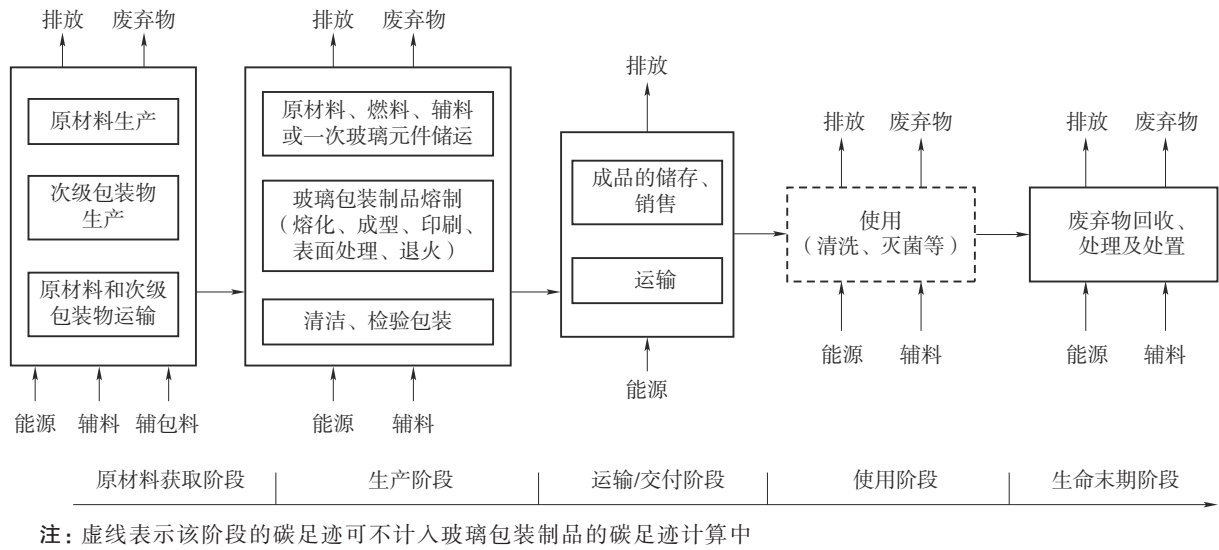 排放
废弃物
原材料生产
次级包装物
生产
原材料和次级
包装物运输
能源
辅料
辅包料
排放
废弃物
原材料、燃料、辅料
或一次玻璃元件储运
玻璃包装制品熔制
（熔化、成型、印刷、
表面处理、退火）
清洁、检验包装
能源
辅料
排放
成品的储存、
销售
运输
能源
排放
废弃物
使用
（清洗、灭菌等）
能源
辅料
排放
废弃物
废弃物回收、
处理及处置
能源
辅料
原材料获取阶段
生产阶段
运输/交付阶段
使用阶段
生命末期阶段
注：虚线表示该阶段的碳足迹可不计入玻璃包装制品的碳足迹计算中